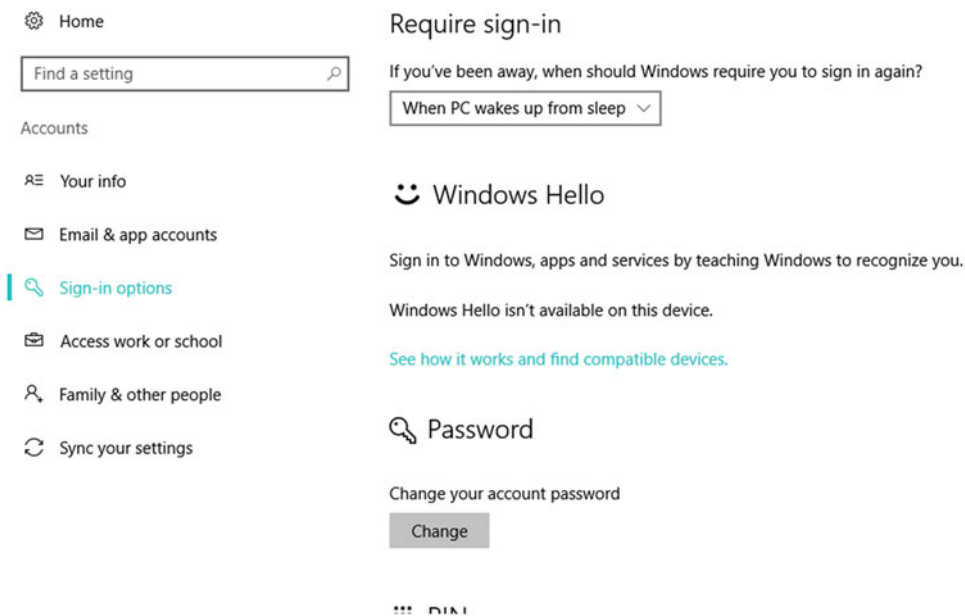 Home
Find a setting
Accounts
Your info
Email & app accounts
Sign-in options
Access work or school
Family & other people
Sync your settings
Require sign-in
If you've been away, when should Windows require you to sign in again?
When PC wakes up from sleep
Windows Hello
Sign in to Windows, apps and services by teaching Windows to recognize you.
Windows Hello isn't available on this device.
See how it works and find compatible devices.
Password
Change your account password
Change
PIN